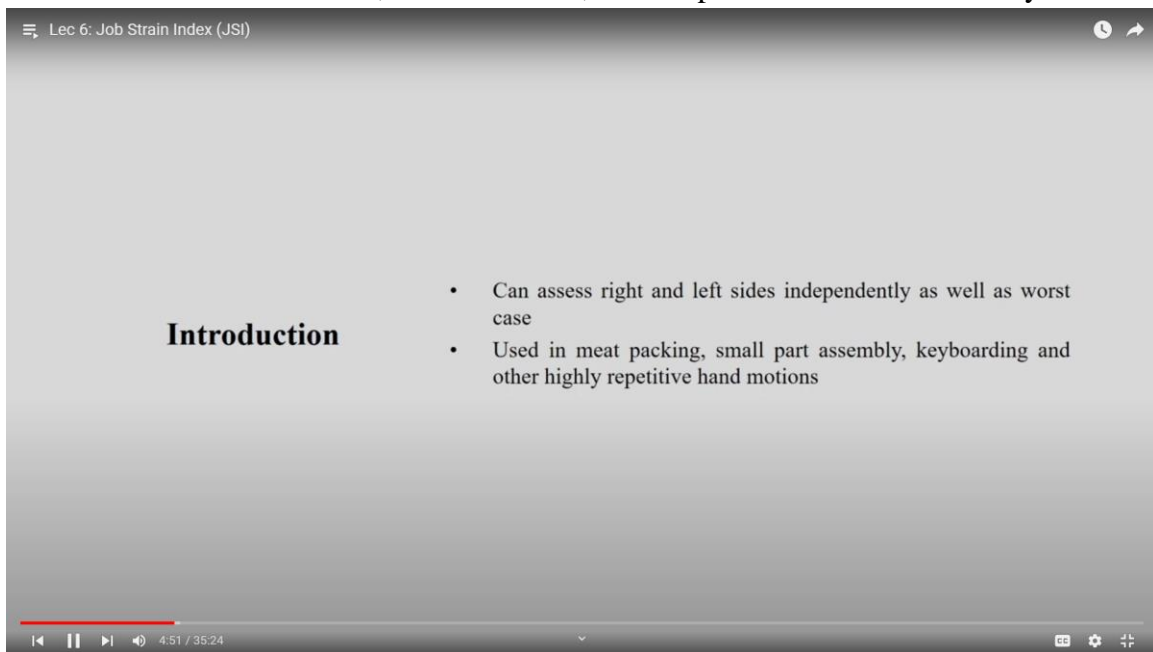 Lec 6: Job Strain Index (JSI)
Introduction
• Can assess right and left sides independently as well as worst
case
• Used in meat packing, small part assembly, keyboarding and
other highly repetitive hand motions
4:51 / 35:24
CC